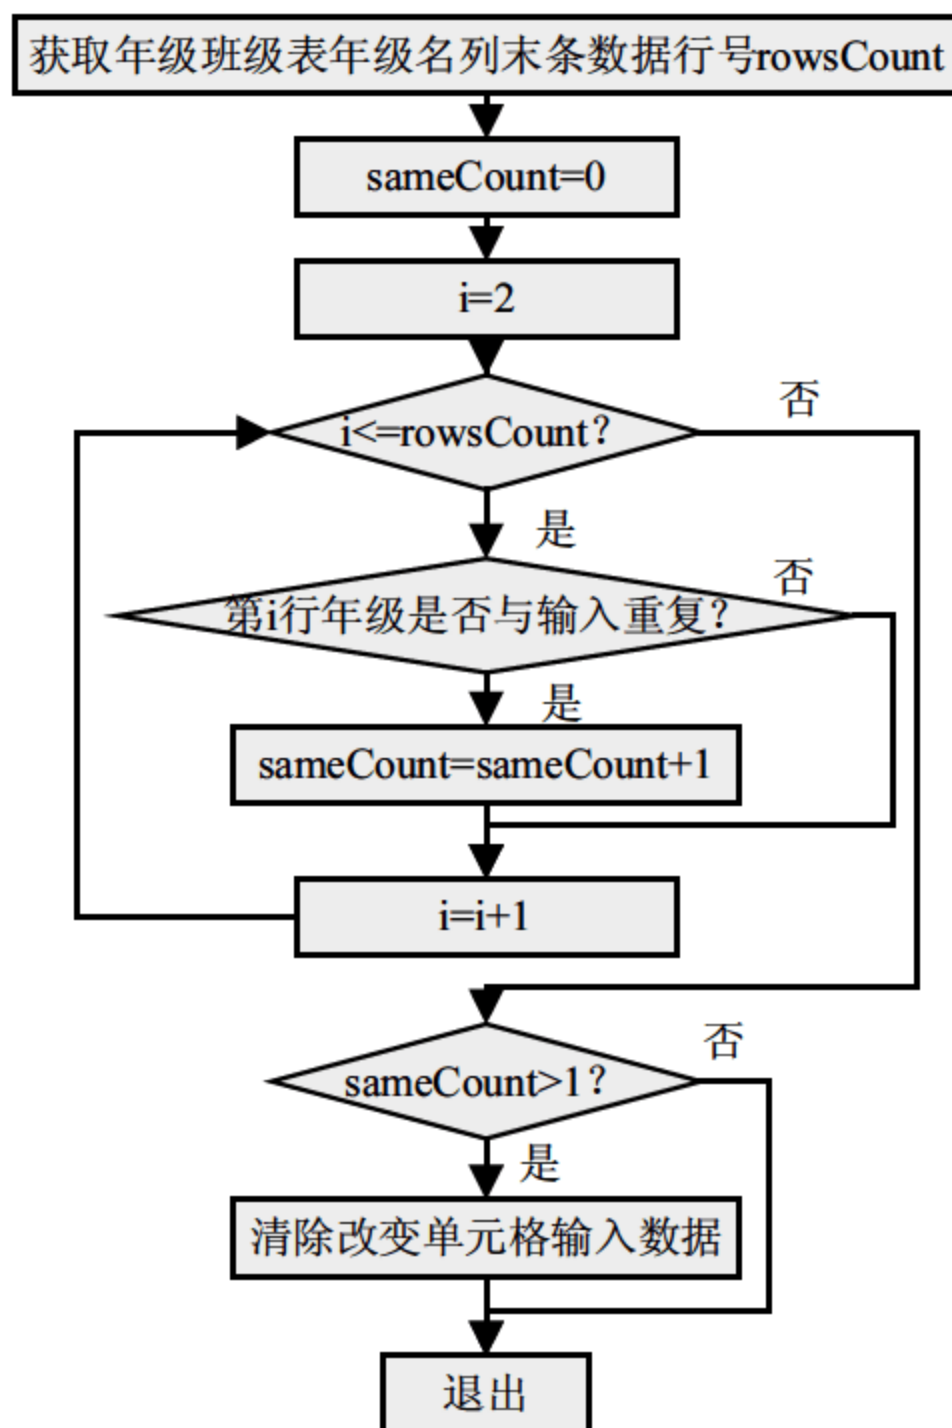 获取年级班级表年级名列末条数据行号rowsCount
sameCount=0
i=2
否
i<=rowsCount？
是
否
第i行年级是否与输入重复？
是
sameCount=sameCount+1
i=i+1
否
sameCount>1？
是
清除改变单元格输入数据
退出